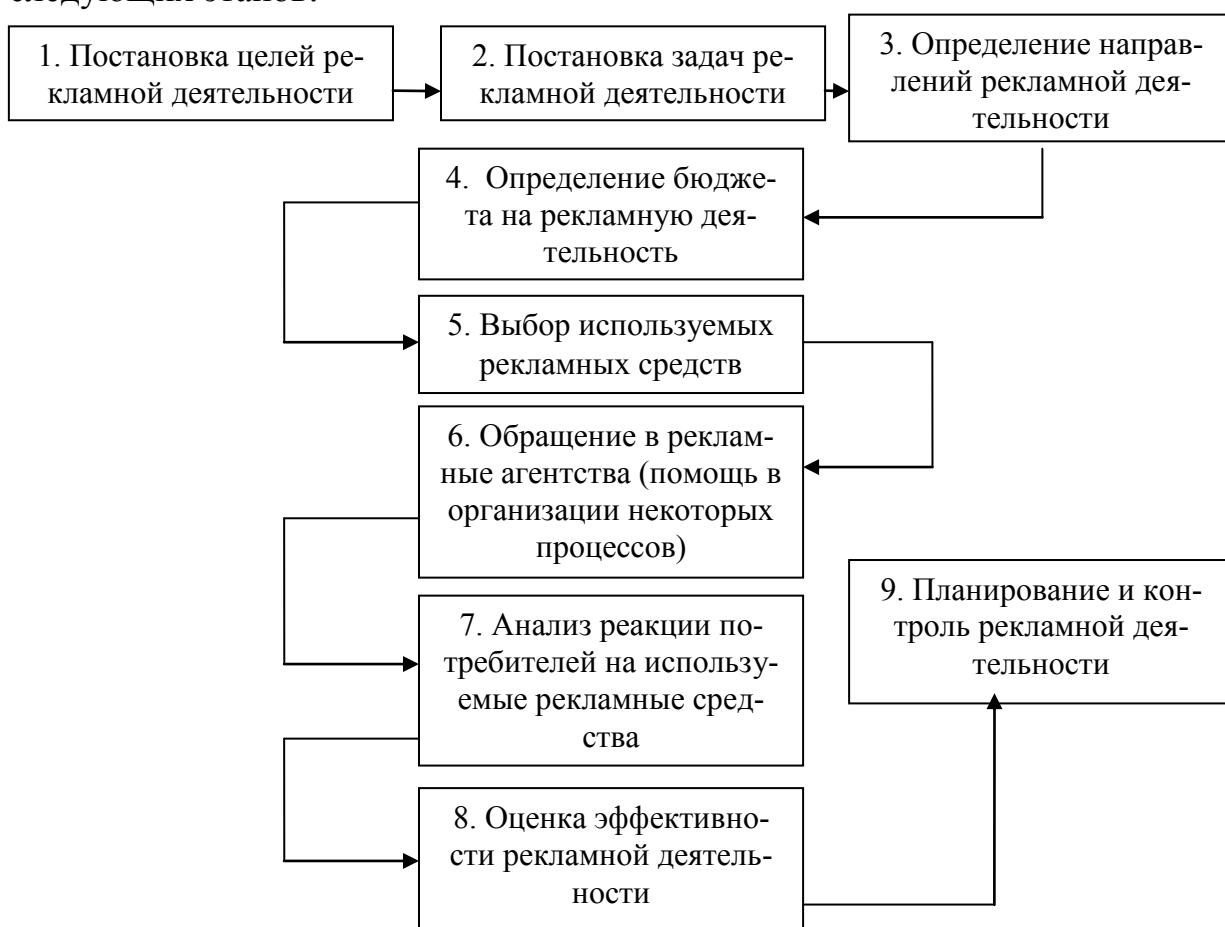 следующих этапов:
1. Постановка целей ре-
кламной деятельности
2. Постановка задач ре-
кламной деятельности
3. Определение направ-
лений рекламной дея-
тельности
4. Определение бюдже-
та на рекламную дея-
тельность
5. Выбор используемых
рекламных средств
6. Обращение в реклам-
ные агентства (помощь в
организации некоторых
процессов)
7. Анализ реакции по-
требителей на использу-
емые рекламные сред-
ства
8. Оценка эффективно-
сти рекламной деятель-
ности
9. Планирование и кон-
троль рекламной дея-
тельности